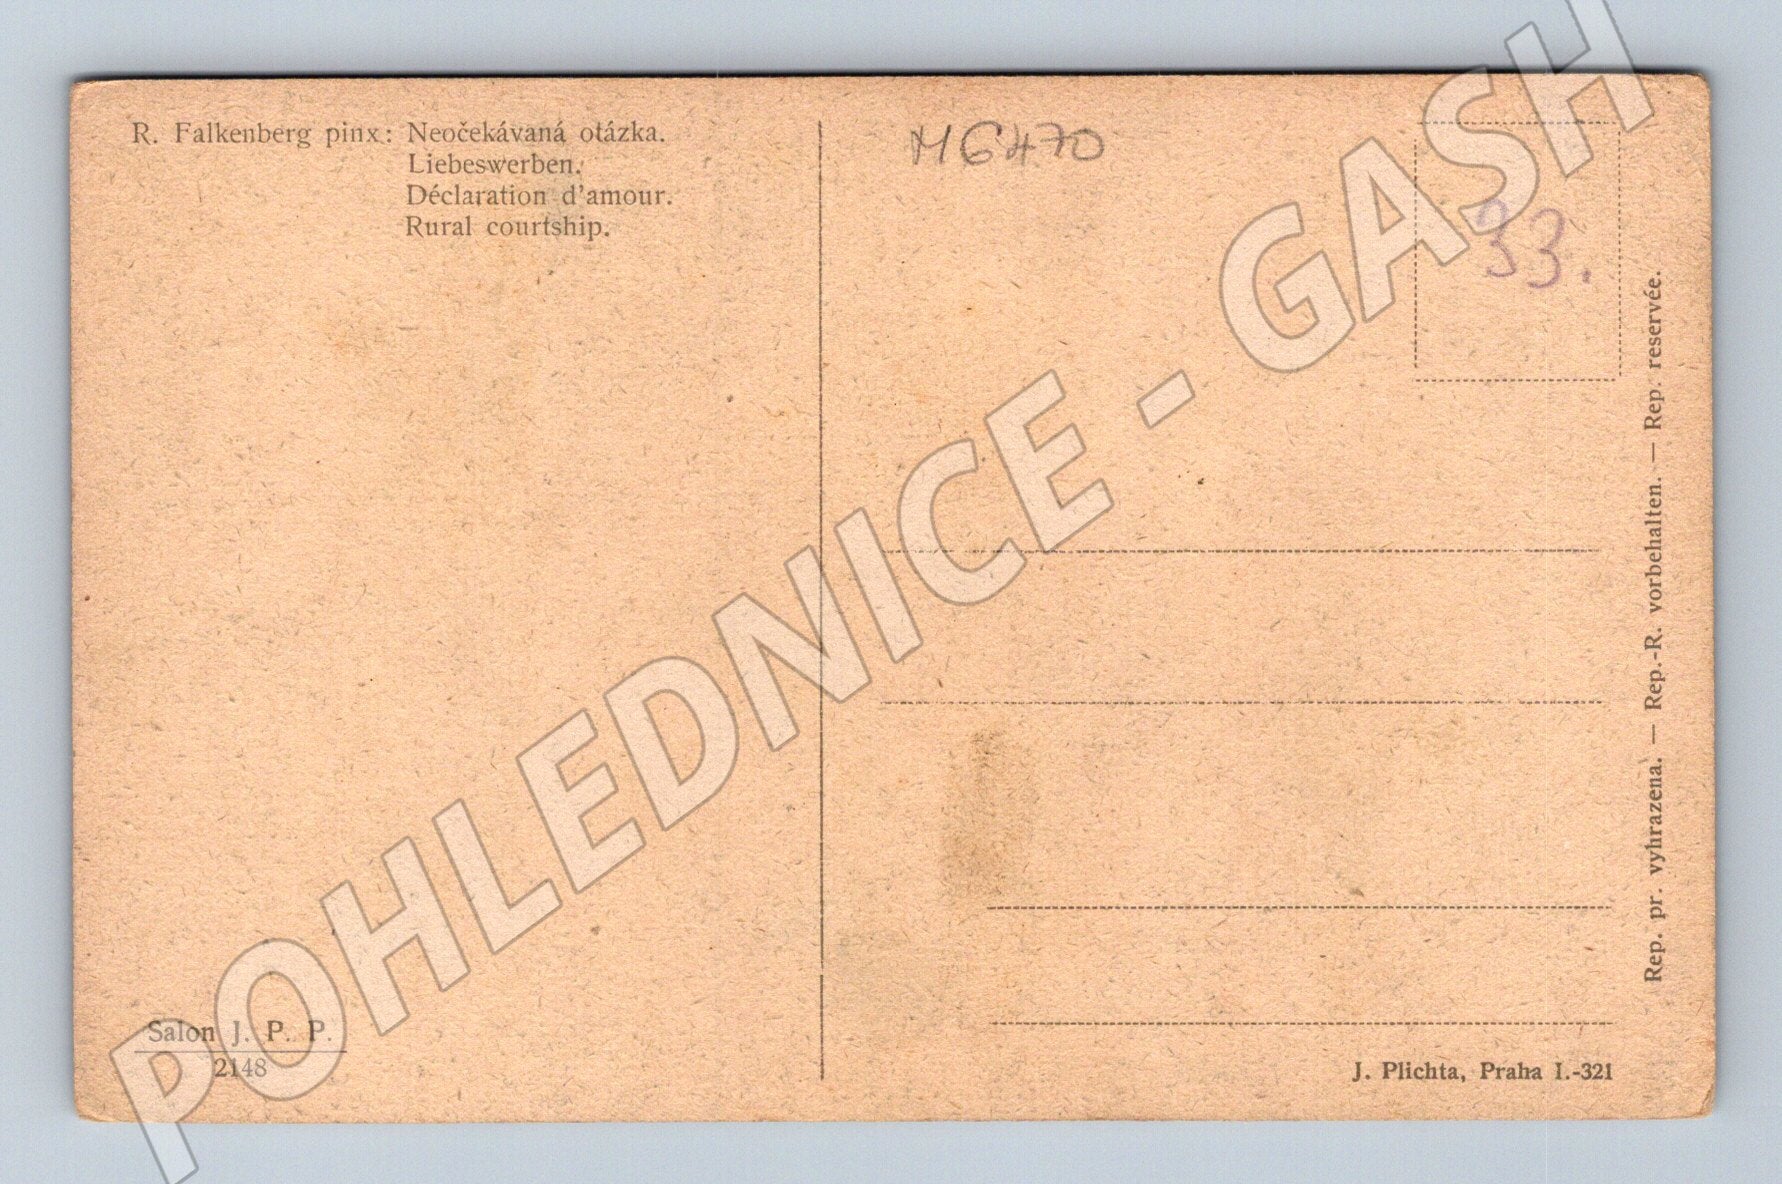 R. Falkenberg pinx: Neočekávaná otázka.
Liebeswerben.
Déclaration d'amour.
Rural courtship.
MG470
33.
Rep. pr. vyhrazena. — Rep.-R. vorbehalten. — Rep. reservée.
Salon J. P. P.
2148
J. Plichta, Praha I.-321
POHLEDNICE - GASH